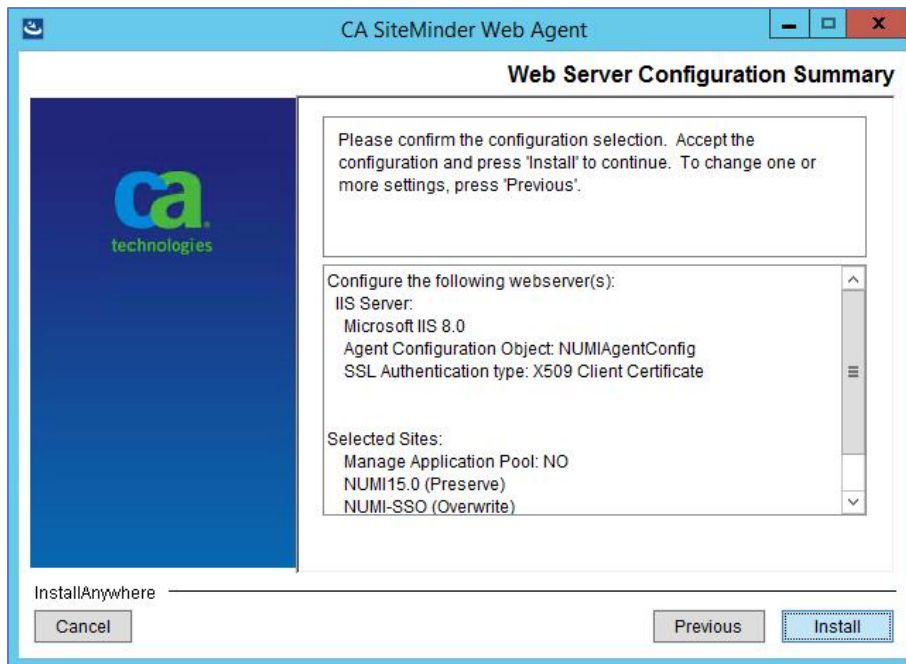 CA SiteMinder Web Agent
Web Server Configuration Summary
ca
technologies
Please confirm the configuration selection. Accept the
configuration and press 'Install' to continue. To change one or
more settings, press 'Previous'.
Configure the following webserver(s):
IIS Server:
Microsoft IIS 8.0
Agent Configuration Object: NUMIAgentConfig
SSL Authentication type: X509 Client Certificate
Selected Sites:
Manage Application Pool: NO
NUMI15.0 (Preserve)
NUMI-SSO (Overwrite)
InstallAnywhere
Cancel
Previous
Install